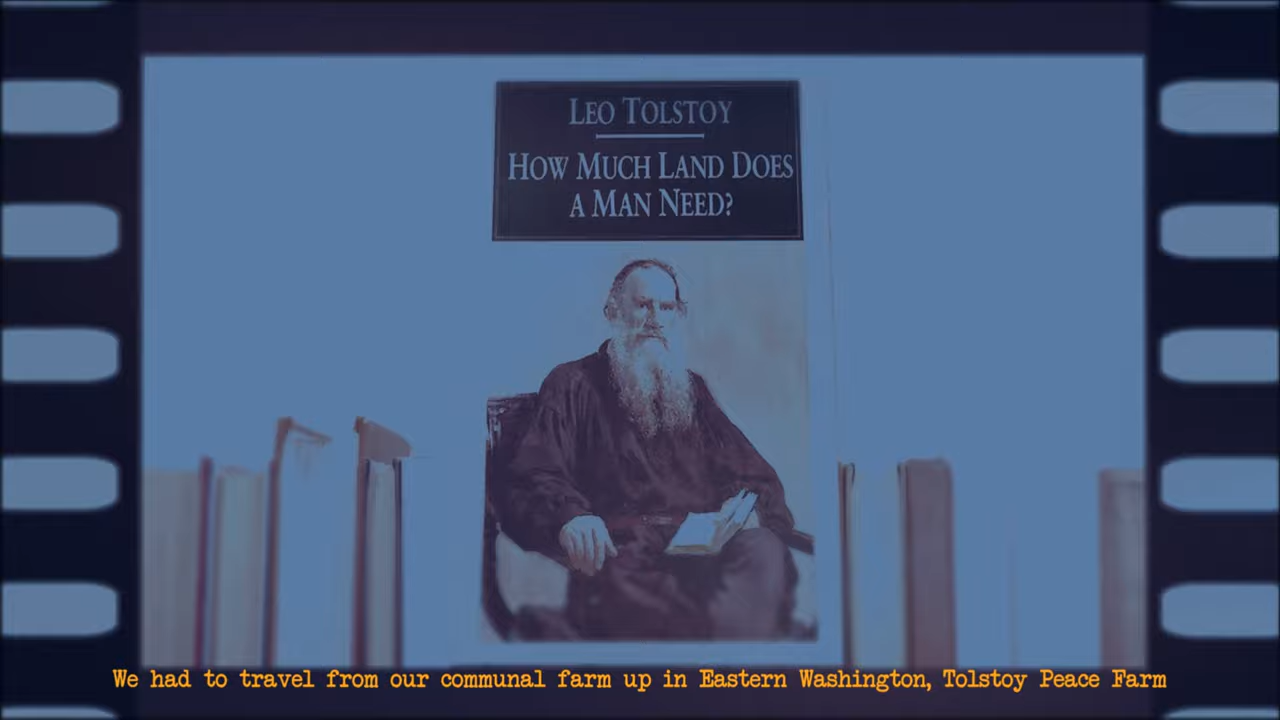 LEO TOLSTOY
HOW MUCH LAND DOES
A MAN NEED?
We had to travel from our communal farm up in Eastern Washington, Tolstoy Peace Farm